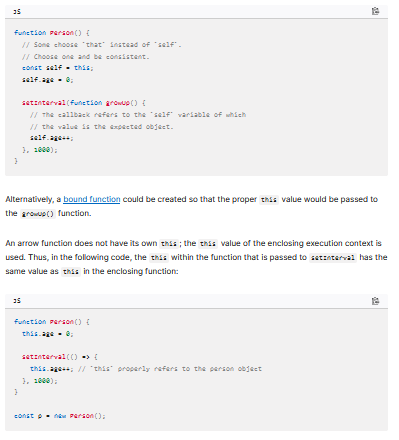 JS
function Person() {
// Some choose `that` instead of `self`.
// Choose one and be consistent.
const self = this;
self.age = 0;
setInterval(function growUp() {
// The callback refers to the `self` variable of which
// the value is the expected object.
self.age++;
}, 1000);
}
Alternatively, a bound function could be created so that the proper this value would be passed to
the growUp() function.
An arrow function does not have its own this; the this value of the enclosing execution context is
used. Thus, in the following code, the this within the function that is passed to setInterval has the
same value as this in the enclosing function:
JS
function Person() {
this.age = 0;
setInterval(() => {
this.age++; // `this` properly refers to the person object
}, 1000);
}
const p = new Person();